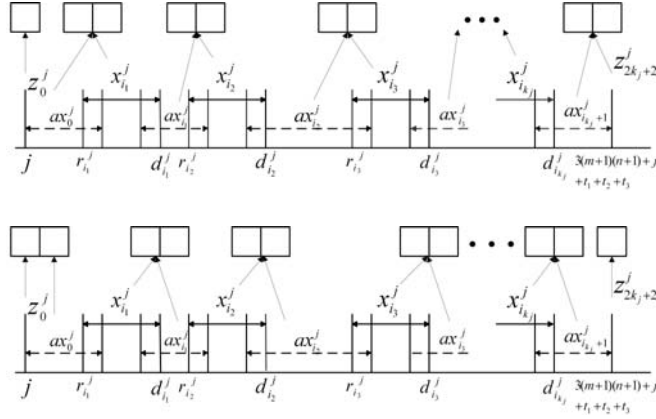 z_0^j x_{i_1}^j x_{i_2}^j x_{i_3}^j x_{i_{k_j}}^j z_{2k_j+2}^j
ax_0^j ax_{i_1}^j ax_{i_2}^j ax_{i_3}^j ax_{i_{k_j}+1}^j
j r_{i_1}^j d_{i_1}^j r_{i_2}^j d_{i_2}^j r_{i_3}^j d_{i_3}^j d_{i_{k_j}}^j 3(m+1)(n+1)+j
+t_1+t_2+t_3
z_0^j x_{i_1}^j x_{i_2}^j x_{i_3}^j x_{i_{k_j}}^j z_{2k_j+2}^j
ax_0^j ax_{i_1}^j ax_{i_2}^j ax_{i_3}^j ax_{i_{k_j}+1}^j
j r_{i_1}^j d_{i_1}^j r_{i_2}^j d_{i_2}^j r_{i_3}^j d_{i_3}^j d_{i_{k_j}}^j 3(m+1)(n+1)+j
+t_1+t_2+t_3